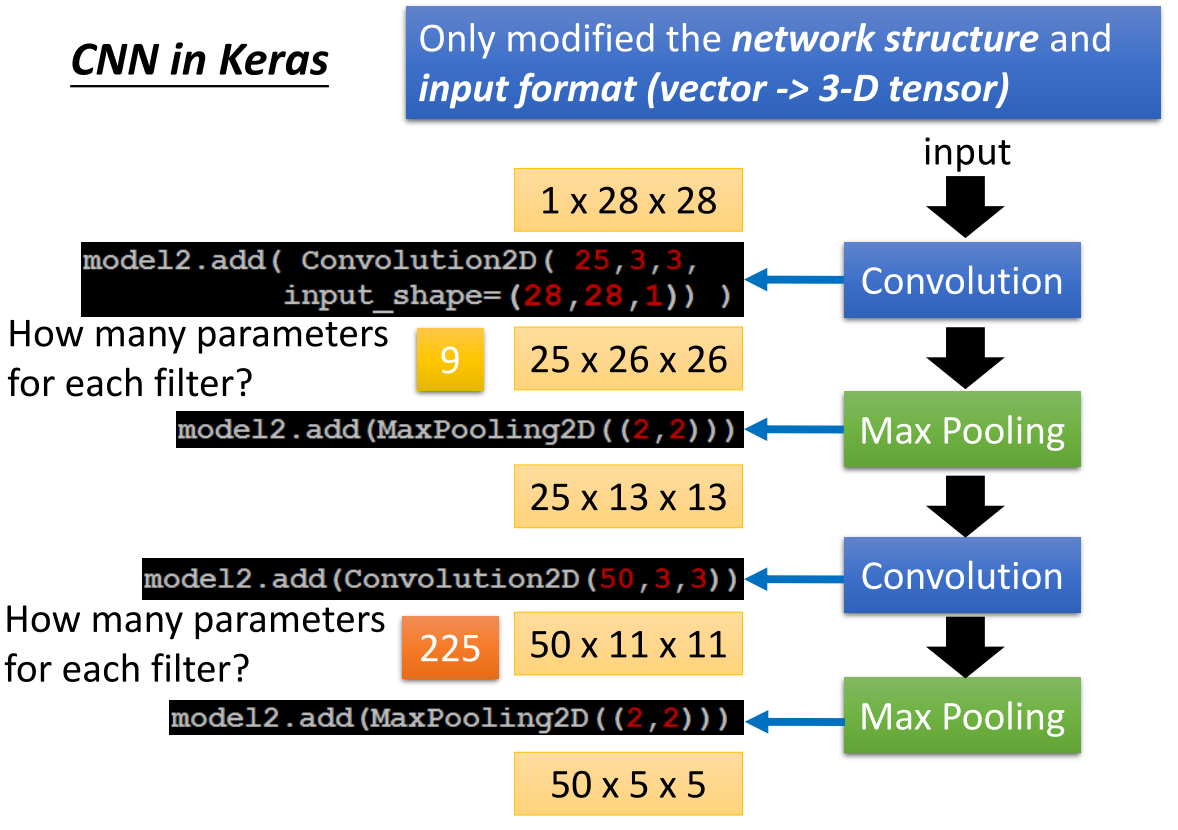 CNN in Keras
Only modified the network structure and
input format (vector -> 3-D tensor)
input
1 x 28 x 28
model2.add( Convolution2D( 25,3,3,
input_shape=(28,28,1)) )
Convolution
How many parameters
for each filter?
9
25 x 26 x 26
model2.add(MaxPooling2D((2,2)))
Max Pooling
25 x 13 x 13
model2.add(Convolution2D(50,3,3))
Convolution
How many parameters
for each filter?
225
50 x 11 x 11
model2.add(MaxPooling2D((2,2)))
Max Pooling
50 x 5 x 5